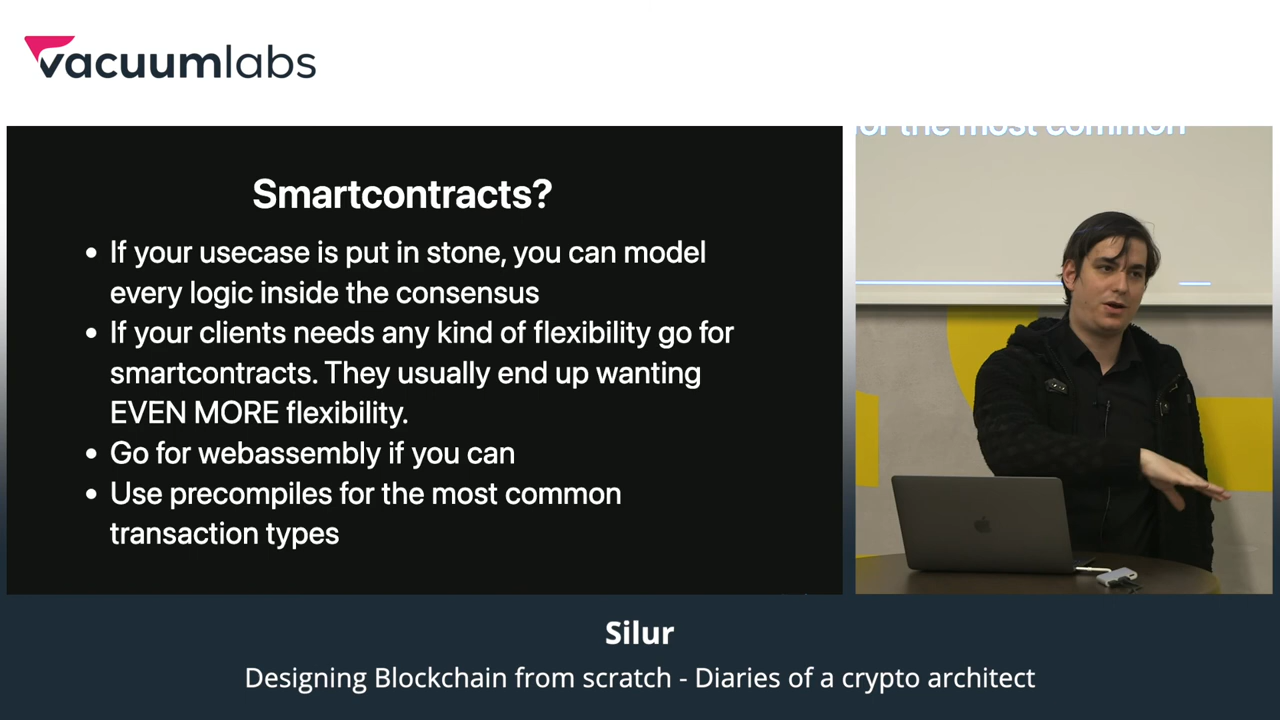 vacuumlabs
for the most common
Smartcontracts?
• If your usecase is put in stone, you can model
every logic inside the consensus
• If your clients needs any kind of flexibility go for
smartcontracts. They usually end up wanting
EVEN MORE flexibility.
• Go for webassembly if you can
• Use precompiles for the most common
transaction types
Silur
Designing Blockchain from scratch - Diaries of a crypto architect